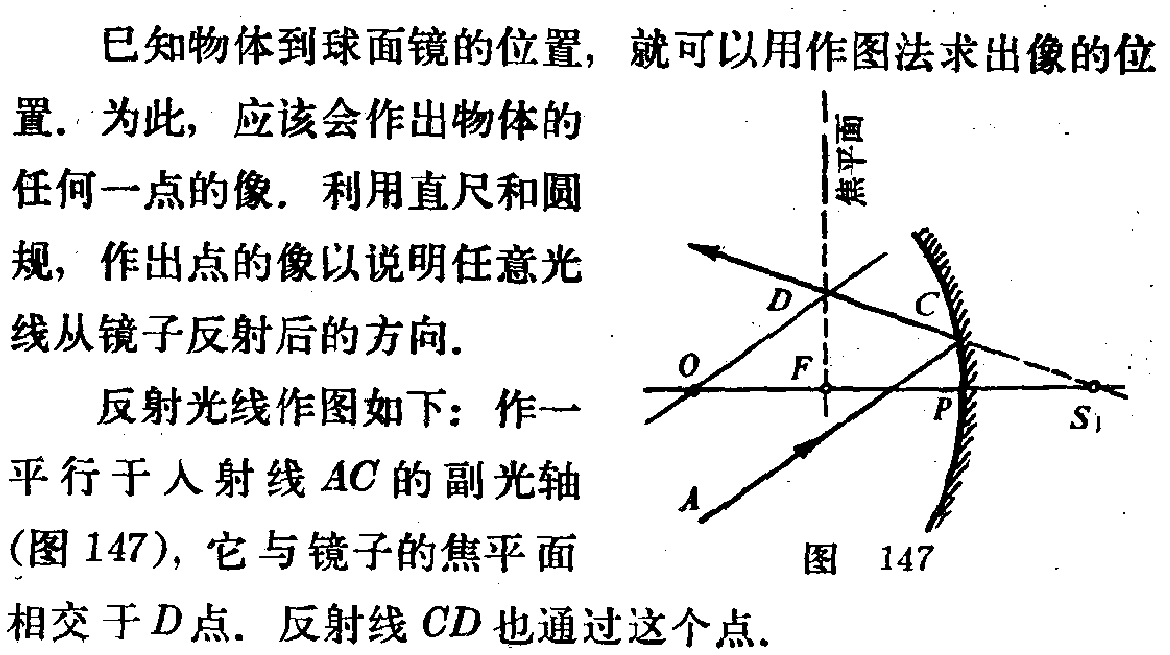 已知物体到球面镜的位置，就可以用作图法求出像的位
置．为此，应该会作出物体的
任何一点的像．利用直尺和圆
规，作出点的像以说明任意光
线从镜子反射后的方向．
反射光线作图如下：作一
平行于入射线 AC 的副光轴
(图 147)，它与镜子的焦平面
相交于 D 点．反射线 CD 也通过这个点．
焦平面
D
C
O
F
P
S₁
A
图 147